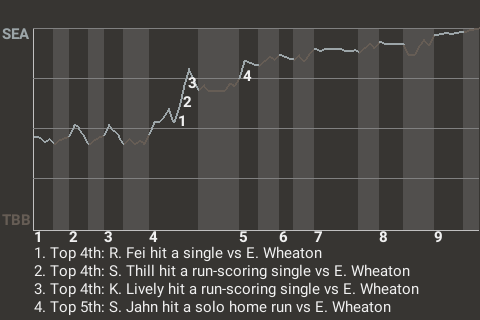 SEA
3
4
2
1
TBB
1 2 3 4 5 6 7 8 9
1. Top 4th: R. Fei hit a single vs E. Wheaton
2. Top 4th: S. Thill hit a run-scoring single vs E. Wheaton
3. Top 4th: K. Lively hit a run-scoring single vs E. Wheaton
4. Top 5th: S. Jahn hit a solo home run vs E. Wheaton